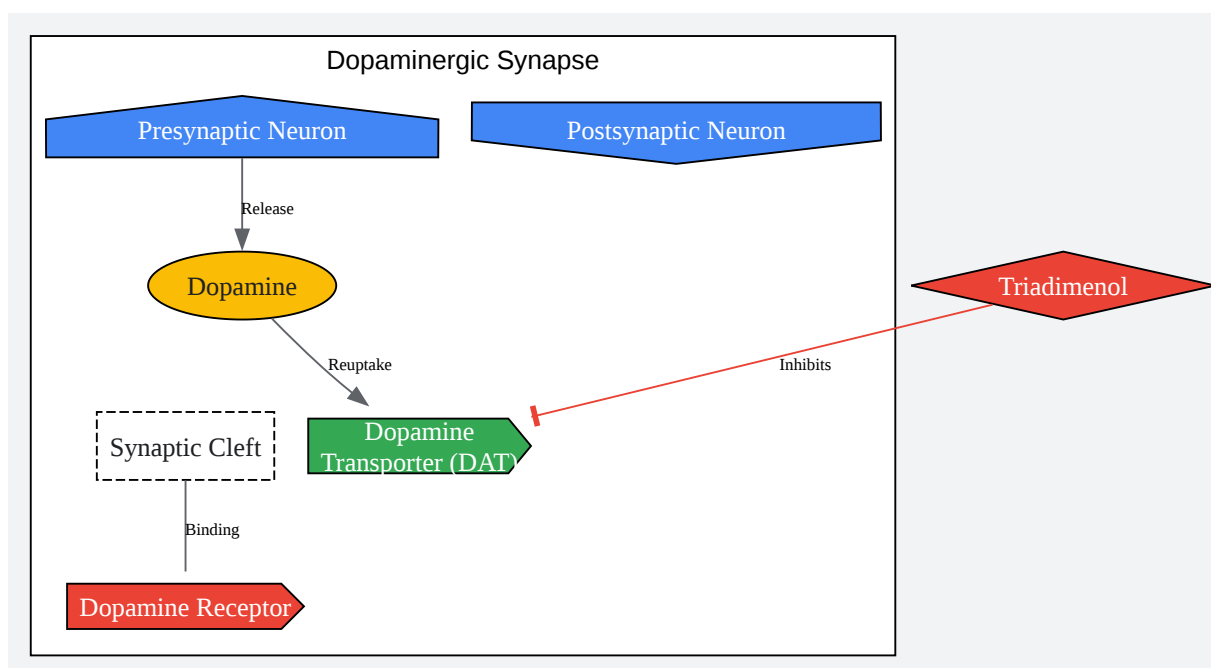 Dopaminergic Synapse
Presynaptic Neuron
Postsynaptic Neuron
Release
Dopamine
Triadimenol
Reuptake
Inhibits
Synaptic Cleft
Dopamine
Transporter (DAT)
Binding
Dopamine Receptor